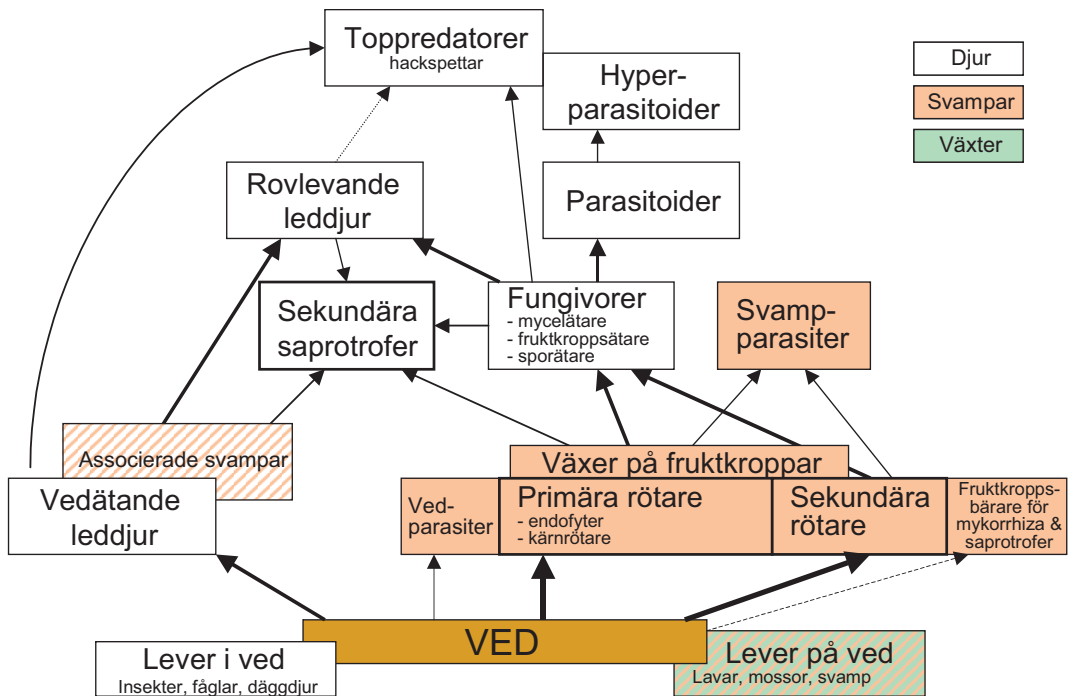 Toppredatorer
hackspettar
Hyper-
parasitoider
Djur
Svampar
Växter
Rovlevande
leddjur
Parasitoider
Sekundära
saprotrofer
Fungivorer
- mycelätare
- fruktkroppsätare
- sporätare
Svamp-
parasiter
Associerade svampar
Vedätande
leddjur
Växer på fruktkroppar
Ved-
parasiter
Primära rötare
- endofyter
- kärnrötare
Sekundära
rötare
Fruktkropps-
bärare för
mykorrhiza &
saprotrofer
VED
Lever i ved
Insekter, fåglar, däggdjur
Lever på ved
Lavar, mossor, svamp